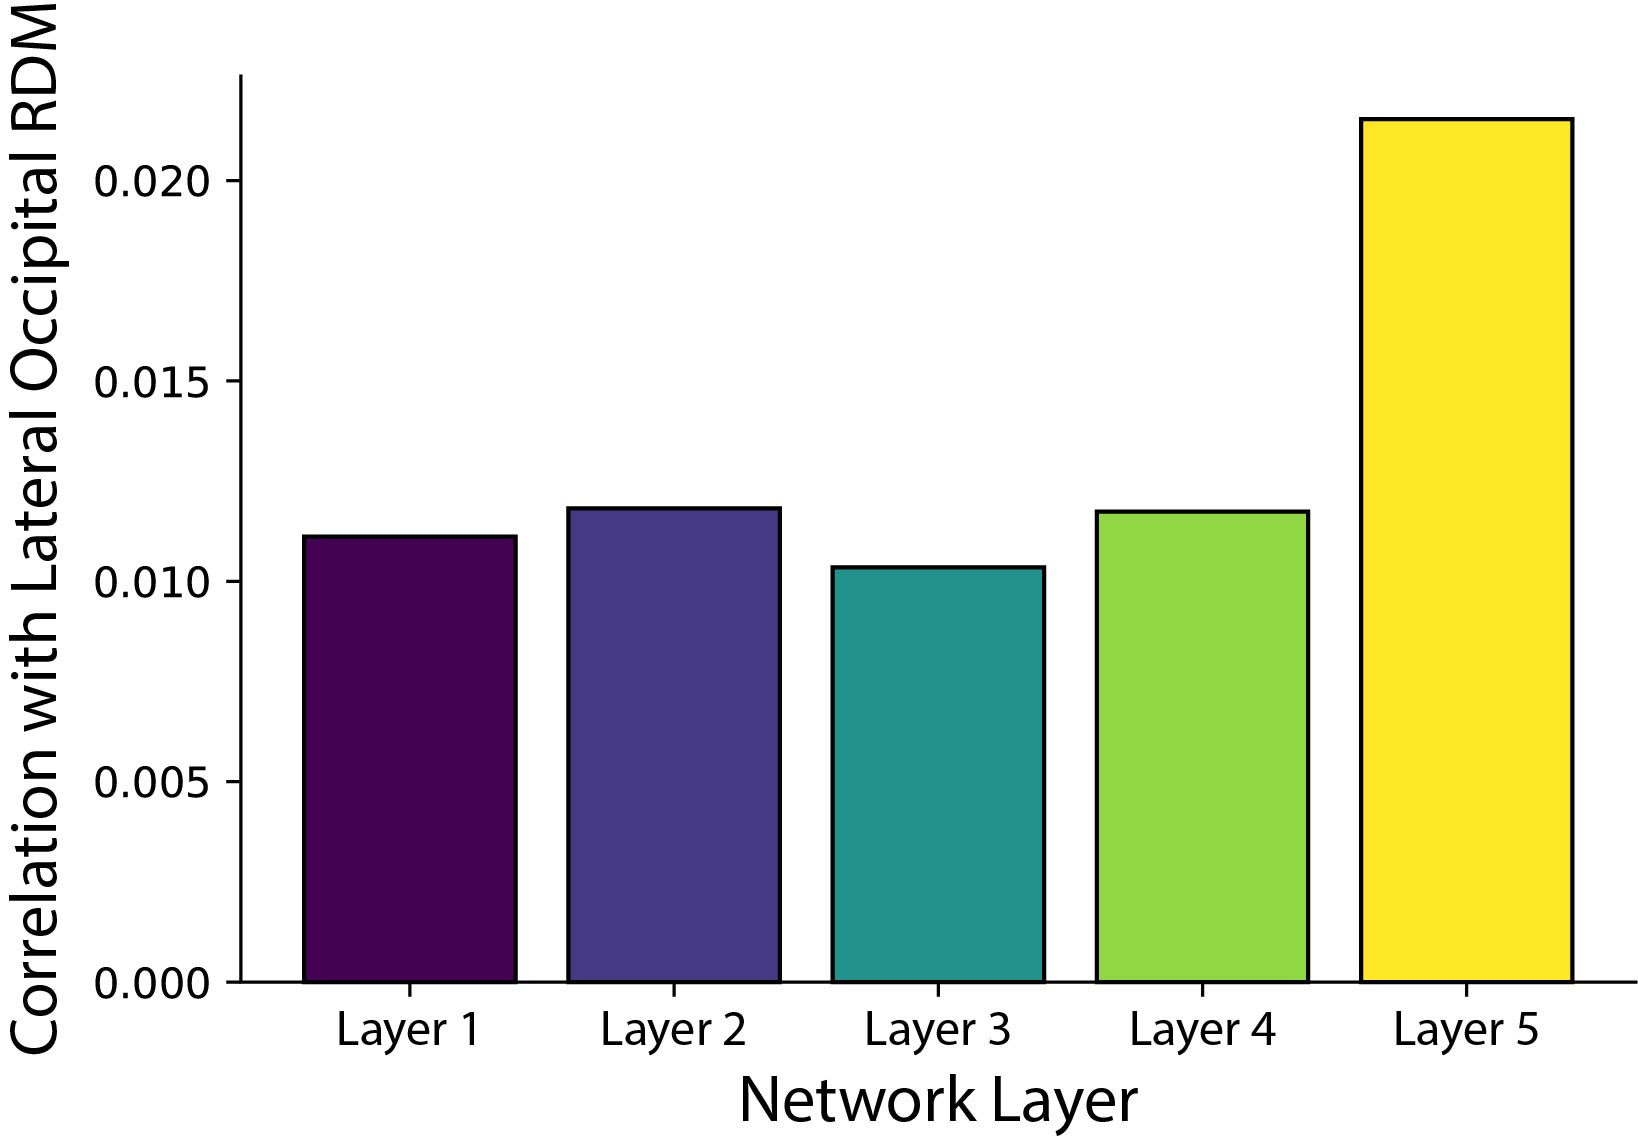 Correlation with Lateral Occipital RDM
0.020
0.015
0.010
0.005
0.000
Layer 1 Layer 2 Layer 3 Layer 4 Layer 5
Network Layer